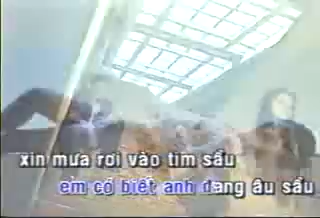 xin mưa rơi vào tim sầu
em có biết anh đang âu sầu